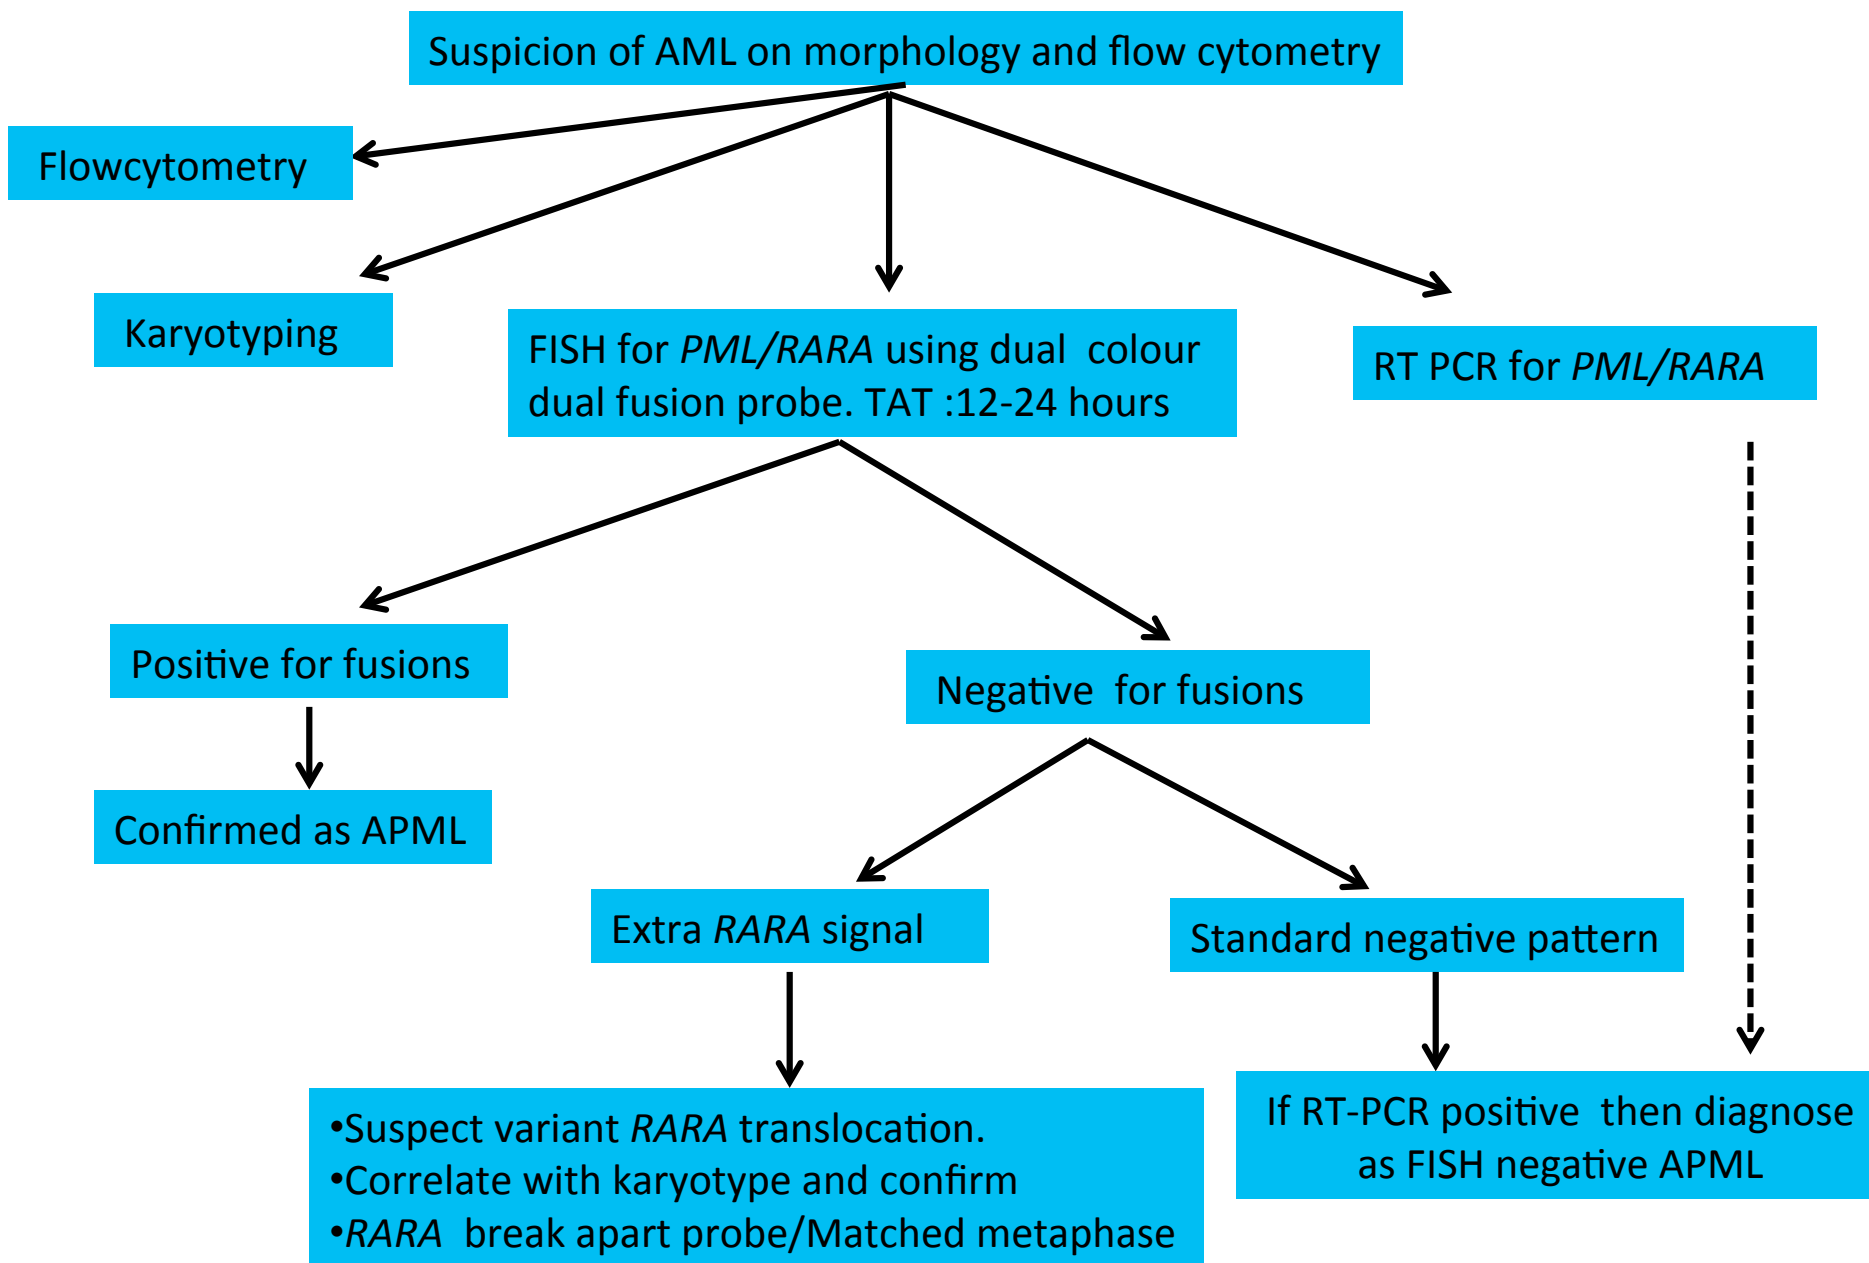 Suspicion of AML on morphology and flow cytometry
Flowcytometry
Karyotyping
FISH for PML/RARA using dual  colour
dual fusion probe. TAT :12-24 hours
RT PCR for PML/RARA
Positive for fusions
Negative  for fusions
Confirmed as APML
Extra RARA signal
Standard negative pattern
•Suspect variant RARA translocation.
•Correlate with karyotype and confirm
•RARA  break apart probe/Matched metaphase
If RT-PCR positive  then diagnose
as FISH negative APML